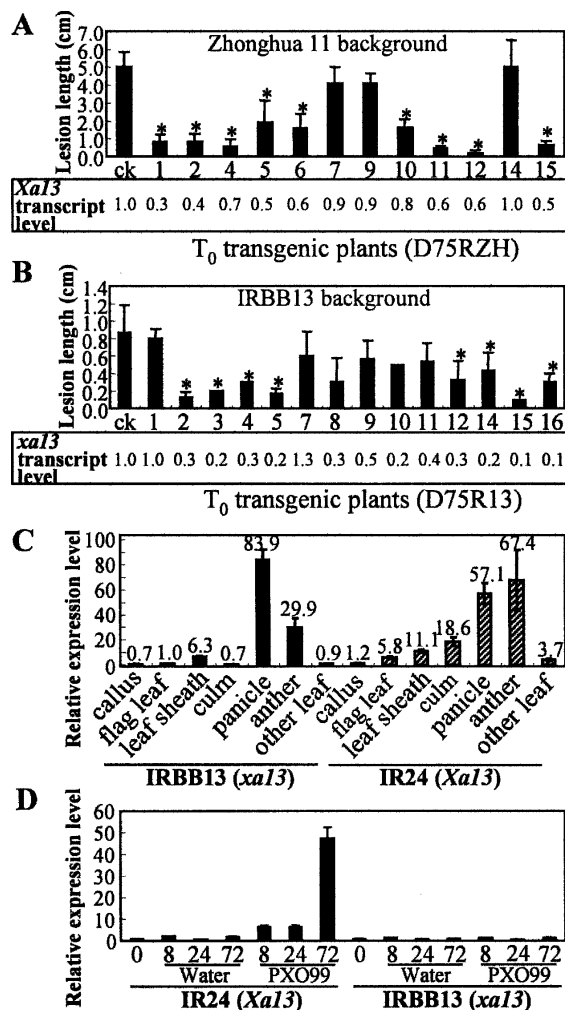 A
Zhonghua 11 background
Lesion length (cm)
7.0
6.0
5.0
4.0
3.0
2.0
1.0
0.0
* * * * * * * * *
ck 1 2 4 5 6 7 9 10 11 12 14 15
Xa13 transcript level
1.0 0.3 0.4 0.7 0.5 0.6 0.9 0.9 0.8 0.6 0.6 1.0 0.5
T0 transgenic plants (D75RZH)
B
IRBB13 background
Lesion length (cm)
1.4
1.2
1.0
0.8
0.6
0.4
0.2
0.0
* * * * * * * *
ck 1 2 3 4 5 7 8 9 10 11 12 14 15 16
xa13 transcript level
1.0 1.0 0.3 0.2 0.3 0.2 1.3 0.3 0.5 0.2 0.4 0.3 0.2 0.1 0.1
T0 transgenic plants (D75R13)
C
Relative expression level
100
80
60
40
20
0
0.7 1.0 6.3 0.7 83.9 29.9 0.9 1.2 5.8 11.1 18.6 57.1 67.4 3.7
callus flag leaf leaf sheath culm panicle anther other leaf callus flag leaf leaf sheath culm panicle anther other leaf
IRBB13 (xa13) IR24 (Xa13)
D
Relative expression level
60
50
40
30
20
10
0
0 8 24 72 8 24 72 0 8 24 72 8 24 72
Water PXO99 Water PXO99
IR24 (Xa13) IRBB13 (xa13)